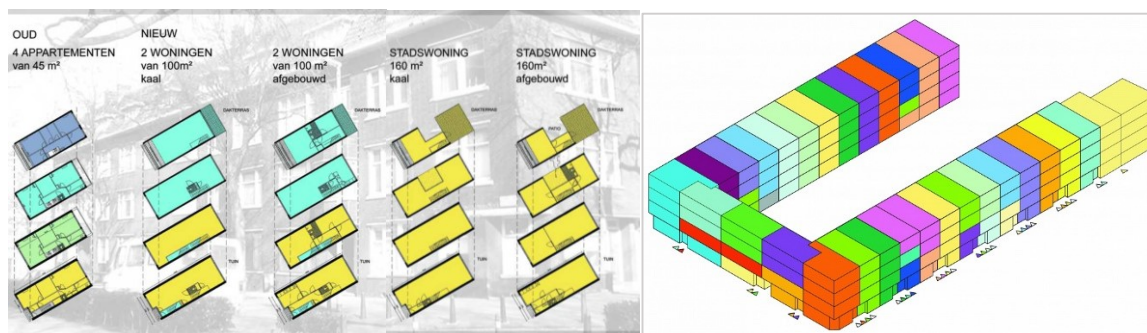 OUD
4 APPARTEMENTEN
van 45 m²
NIEUW
2 WONINGEN
van 100m²
kaal
2 WONINGEN
van 100 m²
afgebouwd
STADSWONING
160 m²
kaal
STADSWONING
160m²
afgebouwd
DAKTERRAS
DAKTERRAS
DAKTERRAS
DAKTERRAS
PATIO
TUIN
TUIN
TUIN